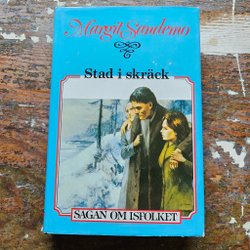 Margit Sandemo
Stad i skräck
SAGAN OM ISFOLKET